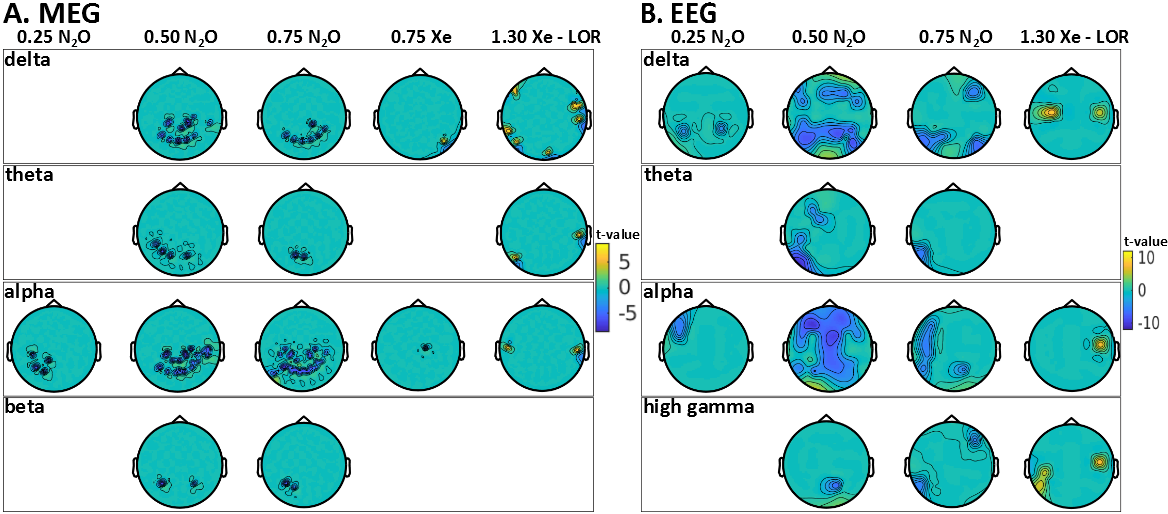 A. MEG
0.25 N₂O 0.50 N₂O 0.75 N₂O 0.75 Xe 1.30 Xe - LOR
delta
theta
alpha
beta
t-value
5
0
-5
B. EEG
0.25 N₂O 0.50 N₂O 0.75 N₂O 1.30 Xe - LOR
delta
theta
alpha
high gamma
t-value
10
0
-10